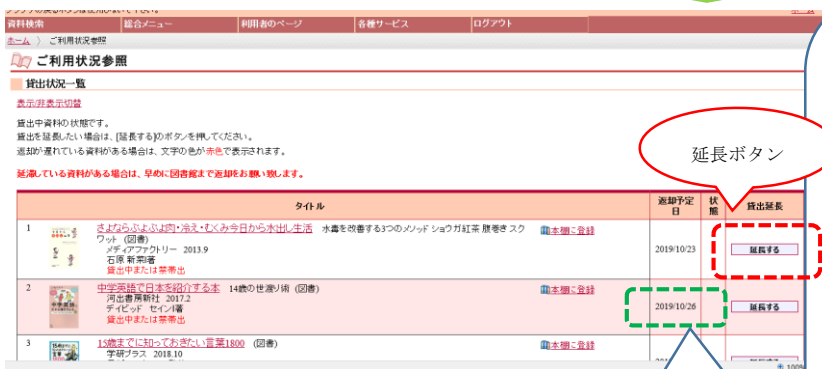 資料検索 総合メニュー 利用者のページ 各種サービス ログアウト
ホーム 〉 ご利用状況参照
ご利用状況参照
貸出状況一覧
表示/非表示切替
貸出中資料の状態です。
貸出を延長したい場合は、[延長する]のボタンを押してください。
返却が遅れている資料がある場合は、文字の色が赤色で表示されます。
延滞している資料がある場合は、早めに図書館まで返却をお願い致します。
延長ボタン
タイトル 返却予定日 状態 貸出延長
1 さよならぷよぷよ肉・冷え・むくみ今日から水出し生活 水毒を改善する3つのメソッド ショウガ紅茶 腹巻き スクワット (図書) 本棚に登録
メディアファクトリー 2013.9
石原 新菜/著
貸出中または禁帯出
2019/10/23 延長する
2 中学英語で日本を紹介する本 14歳の世渡り術 (図書) 本棚に登録
河出書房新社 2017.2
デイビッド セイン/著
貸出中または禁帯出
2019/10/26 延長する
3 15歳までに知っておきたい言葉1800 (図書) 本棚に登録
学研プラス 2018.10